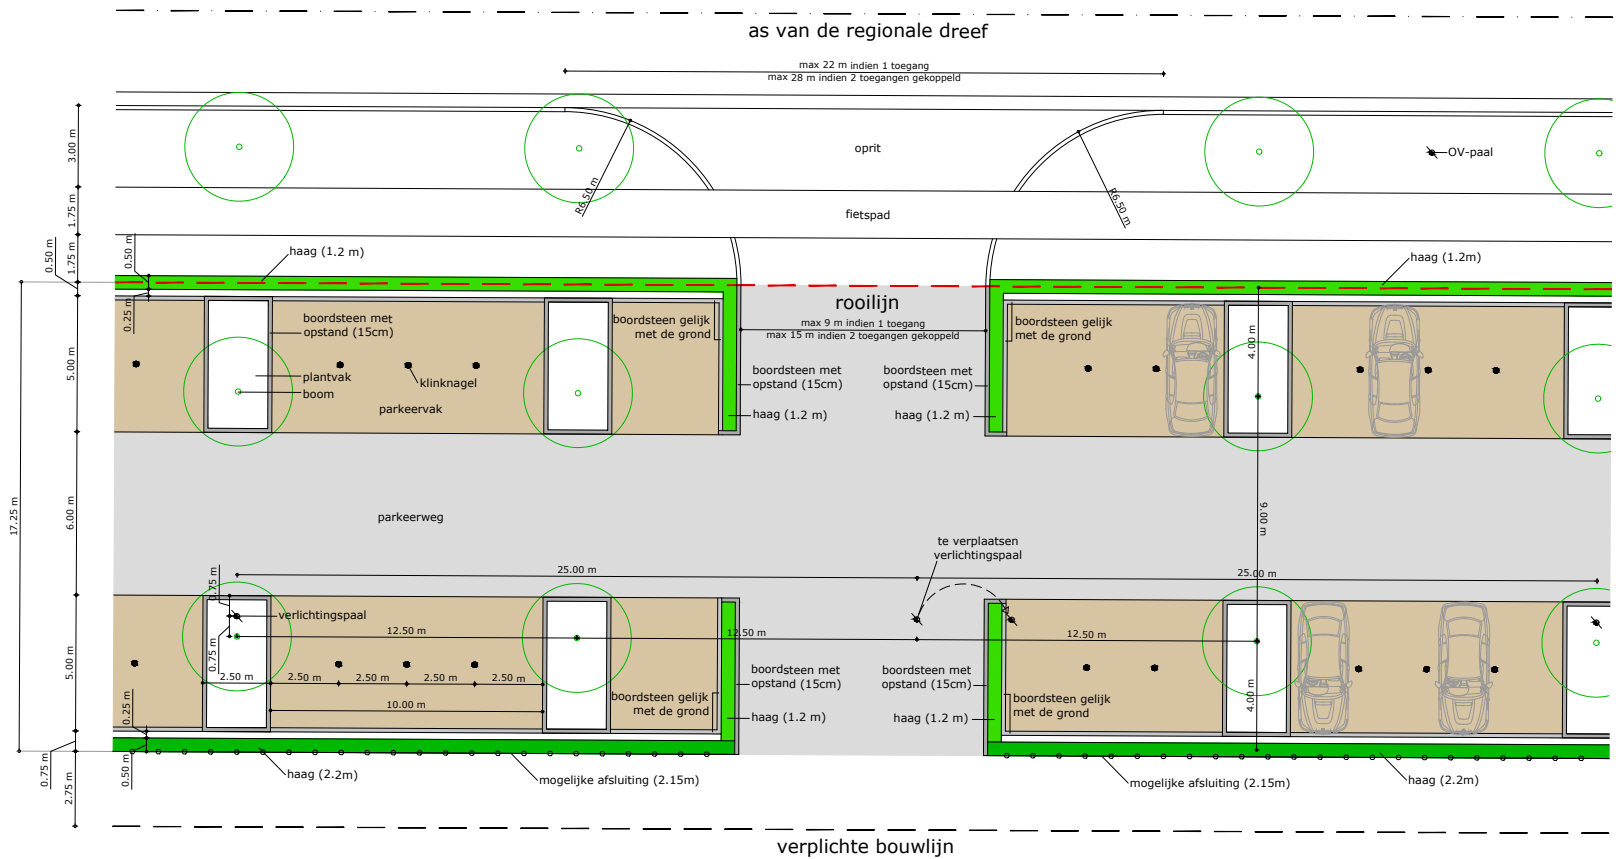 as van de regionale dreef
max 22 m indien 1 toegang
max 28 m indien 2 toegangen gekoppeld
3.00 m
oprit
OV-paal
R6.50 m
R6.50 m
1.75 m
fietspad
0.50 m
1.75 m
0.50 m
haag (1.2 m)
haag (1.2m)
rooilijn
0.25 m
boordsteen met
opstand (15cm)
boordsteen gelijk
met de grond
max 9 m indien 1 toegang
max 15 m indien 2 toegangen gekoppeld
boordsteen gelijk
met de grond
5.00 m
4.00 m
plantvak
boom
klinknagel
parkeervak
boordsteen met
opstand (15cm)
haag (1.2 m)
boordsteen met
opstand (15cm)
haag (1.2 m)
17.25 m
6.00 m
parkeerweg
9.00 m
te verplaatsen
verlichtingspaal
25.00 m
25.00 m
0.75 m
verlichtingspaal
12.50 m
12.50 m
12.50 m
0.75 m
5.00 m
2.50 m
2.50 m
2.50 m
2.50 m
2.50 m
10.00 m
boordsteen gelijk
met de grond
boordsteen met
opstand (15cm)
haag (1.2 m)
boordsteen met
opstand (15cm)
haag (1.2 m)
boordsteen gelijk
met de grond
4.00 m
0.25 m
0.75 m
0.50 m
2.75 m
haag (2.2m)
mogelijke afsluiting (2.15m)
mogelijke afsluiting (2.15m)
haag (2.2m)
verplichte bouwlijn